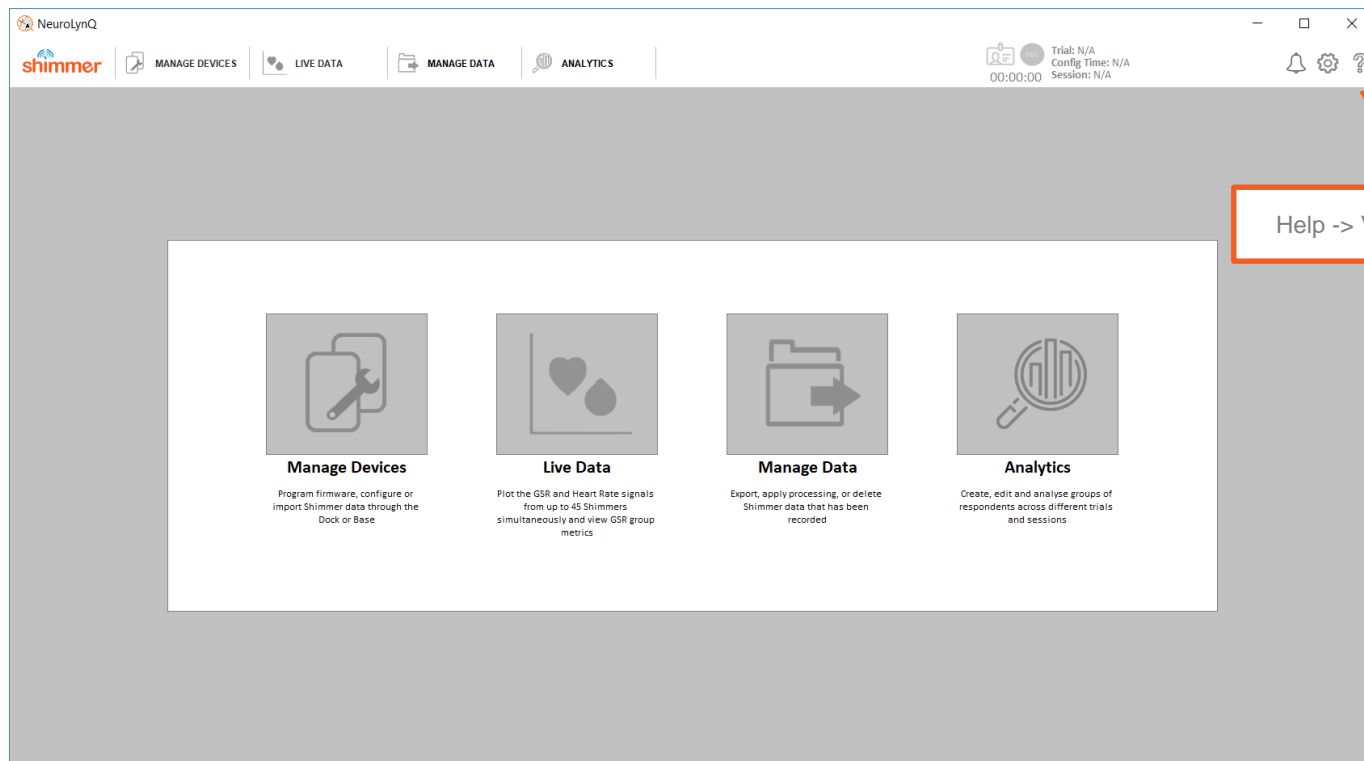 NeuroLynQ
shimmer
MANAGE DEVICES
LIVE DATA
MANAGE DATA
ANALYTICS
REC
00:00:00
Trial: N/A
Config Time: N/A
Session: N/A
Help ->
Manage Devices
Program firmware, configure or
import Shimmer data through the
Dock or Base
Live Data
Plot the GSR and Heart Rate signals
from up to 45 Shimmers
simultaneously and view GSR group
metrics
Manage Data
Export, apply processing, or delete
Shimmer data that has been
recorded
Analytics
Create, edit and analyse groups of
respondents across different trials
and sessions